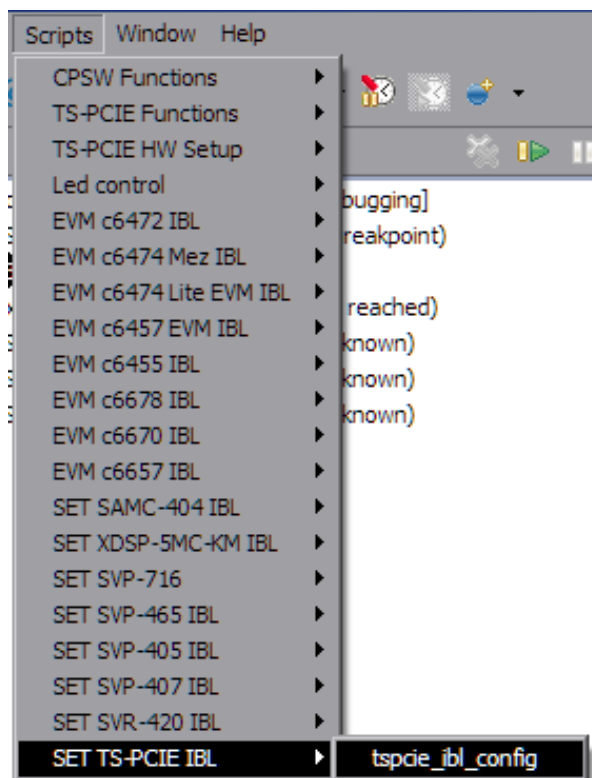 Scripts Window Help
CPSW Functions
TS-PCIE Functions
TS-PCIE HW Setup
Led control
bugging]
EVM c6472 IBL
reakpoint)
EVM c6474 Mez IBL
EVM c6474 Lite EVM IBL
reached)
EVM c6457 EVM IBL
known)
EVM c6455 IBL
known)
EVM c6678 IBL
known)
EVM c6670 IBL
EVM c6657 IBL
SET SAMC-404 IBL
SET XDSP-5MC-KM IBL
SET SVP-716
SET SVP-465 IBL
SET SVP-405 IBL
SET SVP-407 IBL
SET SVR-420 IBL
SET TS-PCIE IBL
tspcie_ibl_config